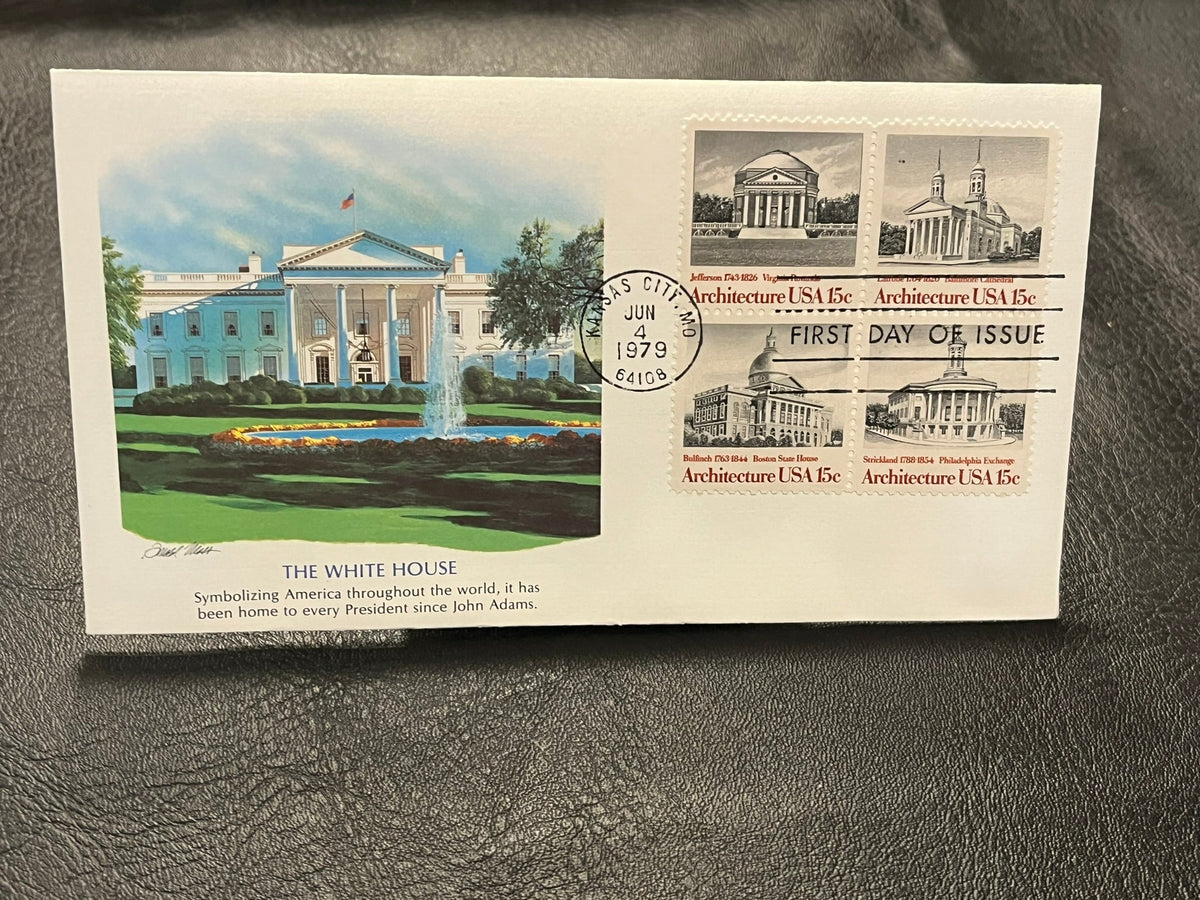 Jefferson 1743-1826 Virginia Rotunda
Architecture USA 15c
Latrobe 1764-1820 Baltimore Cathedral
Architecture USA 15c
KANSAS CITY, MO
JUN
4
1979
64108
FIRST DAY OF ISSUE
Bulfinch 1763-1844 Boston State House
Architecture USA 15c
Strickland 1788-1854 Philadelphia Exchange
Architecture USA 15c
THE WHITE HOUSE
Symbolizing America throughout the world, it has
been home to every President since John Adams.